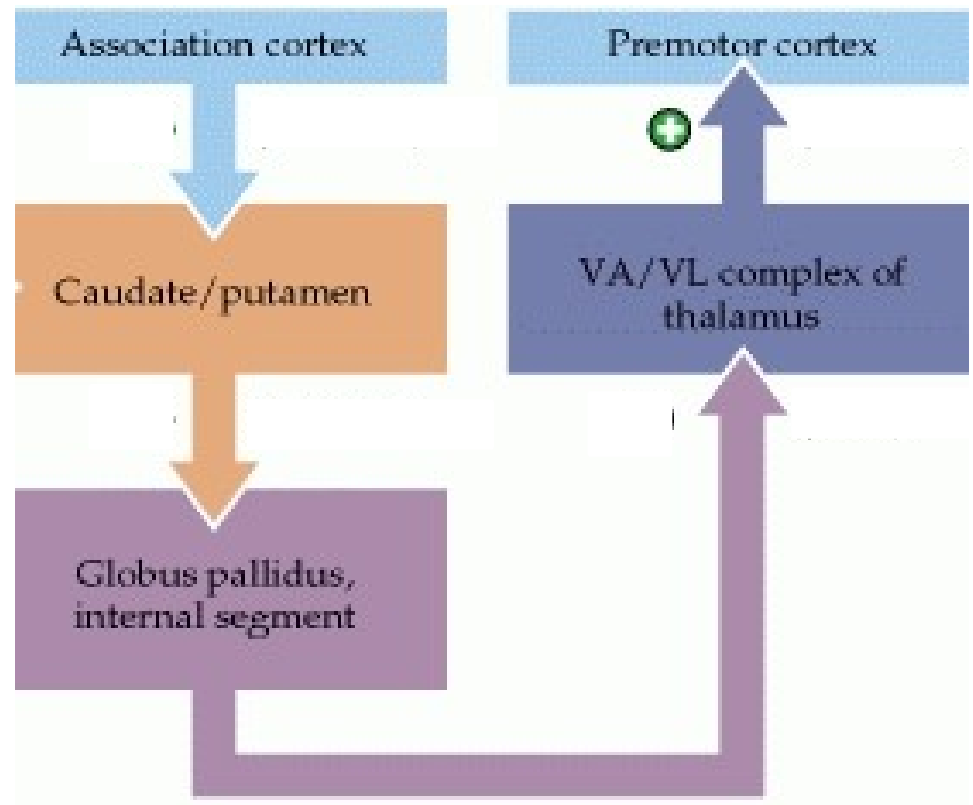 Association cortex
Premotor cortex
Caudate/putamen
VA/VL complex of
thalamus
Globus pallidus,
internal segment